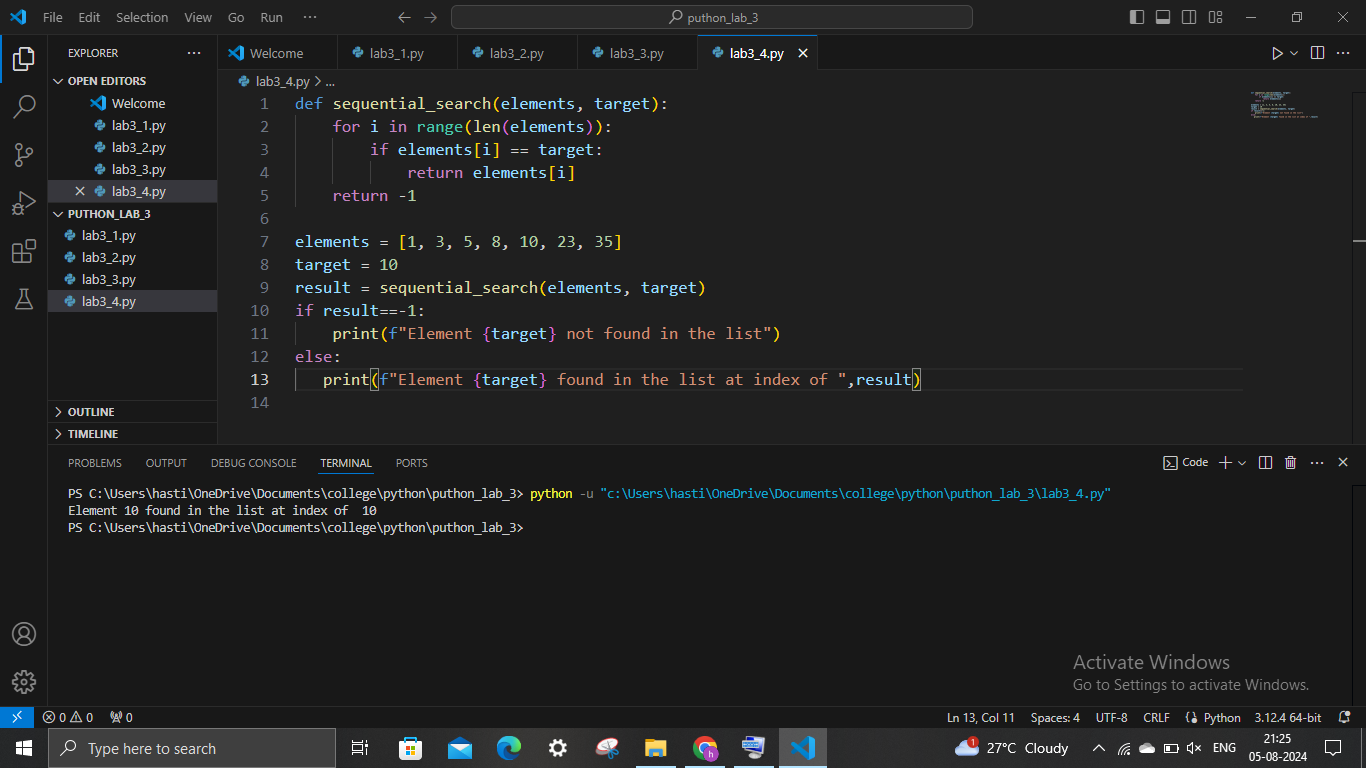 File Edit Selection View Go Run ··· puthon_lab_3
EXPLORER ···
OPEN EDITORS
Welcome
lab3_1.py
lab3_2.py
lab3_3.py
lab3_4.py
PUTHON_LAB_3
lab3_1.py
lab3_2.py
lab3_3.py
lab3_4.py
OUTLINE
TIMELINE
Welcome lab3_1.py lab3_2.py lab3_3.py lab3_4.py
lab3_4.py > ...
1 def sequential_search(elements, target):
2     for i in range(len(elements)):
3         if elements[i] == target:
4             return elements[i]
5     return -1
6
7 elements = [1, 3, 5, 8, 10, 23, 35]
8 target = 10
9 result = sequential_search(elements, target)
10 if result==-1:
11     print(f"Element {target} not found in the list")
12 else:
13    print(f"Element {target} found in the list at index of ",result)
14
PROBLEMS OUTPUT DEBUG CONSOLE TERMINAL PORTS Code
PS C:\Users\hasti\OneDrive\Documents\college\python\puthon_lab_3> python -u "c:\Users\hasti\OneDrive\Documents\college\python\puthon_lab_3\lab3_4.py"
Element 10 found in the list at index of  10
PS C:\Users\hasti\OneDrive\Documents\college\python\puthon_lab_3>
Activate Windows
Go to Settings to activate Windows.
0 0 0 Ln 13, Col 11 Spaces: 4 UTF-8 CRLF Python 3.12.4 64-bit
Type here to search h 1 27°C Cloudy ENG 21:25
05-08-2024